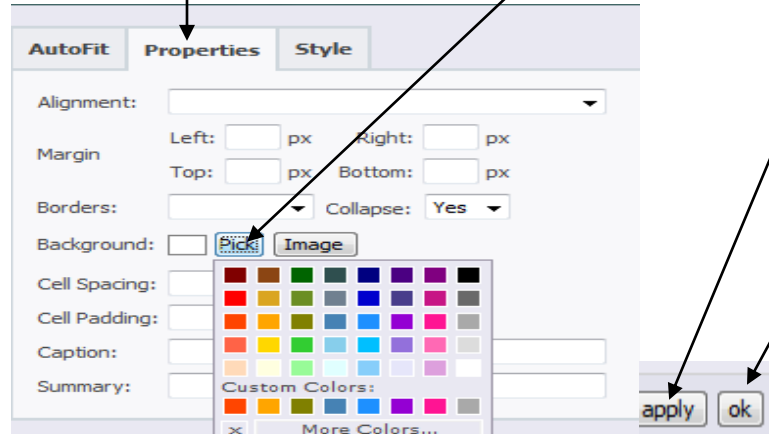 AutoFit Properties Style
Alignment:
Margin Left: px Right: px
Top: px Bottom: px
Borders: Collapse: Yes
Background: Pick Image
Cell Spacing:
Cell Padding:
Caption:
Summary:
Custom Colors:
x More Colors...
apply ok